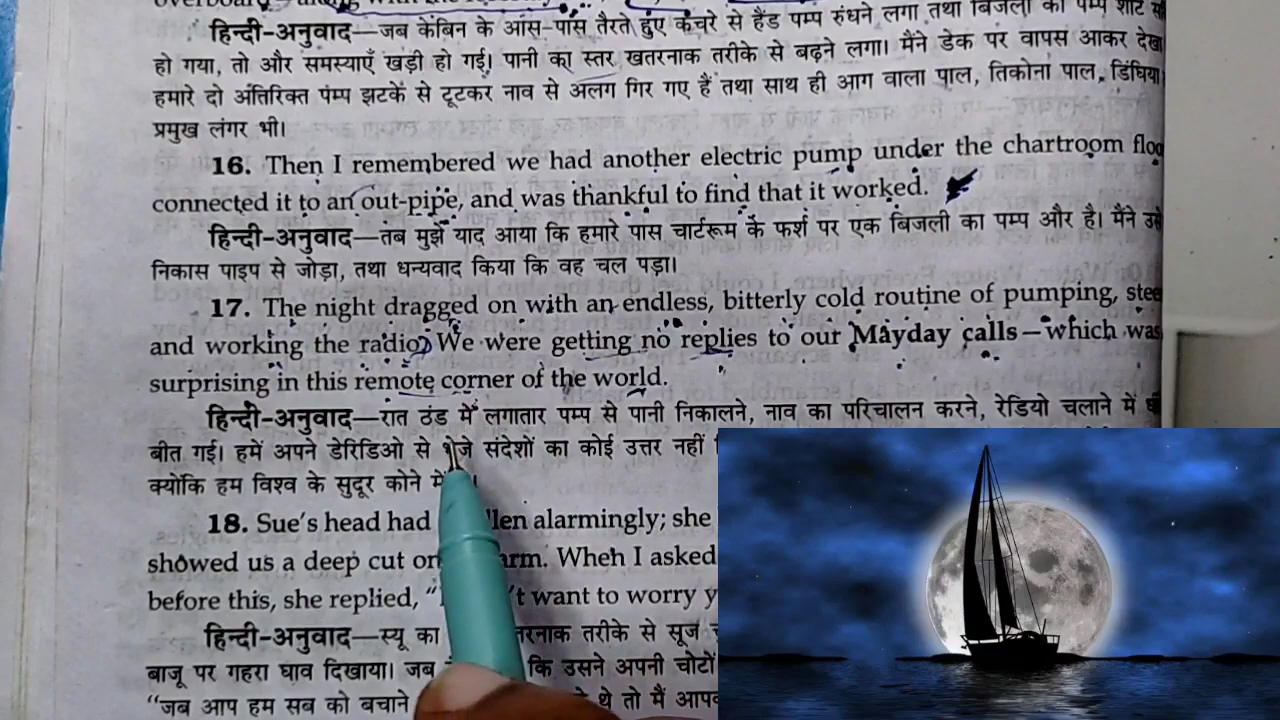 हिन्दी-अनुवाद—जब केबिन के आस-पास तैरते हुए कचरे से हैंड पम्प रुंधने लगा तथा बिजली का पम्प शार्ट
हो गया, तो और समस्याएँ खड़ी हो गई। पानी का स्तर खतरनाक तरीके से बढ़ने लगा। मैंने डेक पर वापस आकर देखा
हमारे दो अतिरिक्त पम्प झटके से टूटकर नाव से अलग गिर गए हैं तथा साथ ही आग वाला पाल, तिकोना पाल, डिंघिया
प्रमुख लंगर भी।
16. Then I remembered we had another electric pump under the chartroom
connected it to an out-pipe, and was thankful to find that it worked.
हिन्दी-अनुवाद—तब मुझे याद आया कि हमारे पास चार्टरूम के फर्श पर एक बिजली का पम्प और है। मैंने उसे
निकास पाइप से जोड़ा, तथा धन्यवाद किया कि वह चल पड़ा।
17. The night dragged on with an endless, bitterly cold routine of pumping,
and working the radio. We were getting no replies to our Mayday calls—which was
surprising in this remote corner of the world.
हिन्दी-अनुवाद—रात ठंड में लगातार पम्प से पानी निकालने, नाव का परिचालन करने, रेडियो चलाने में
बीत गई। हमें अपने डेरिडिओ से भेजे संदेशों का कोई उत्तर नहीं
क्योंकि हम विश्व के सुदूर कोने में
18. Sue's head had alarmingly; she
showed us a deep cut on arm. When I asked
before this, she replied, want to worry
हिन्दी-अनुवाद—स्यू का तरीके से सूज
बाजू पर गहरा घाव दिखाया। जब कि उसने अपनी चोटों
“जब आप हम सब को बचाने थे तो मैं